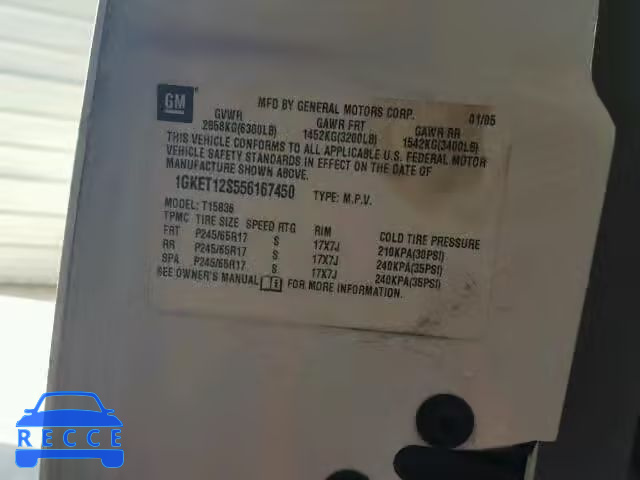 GM
MFD BY GENERAL MOTORS CORP. 01/05
GVWR GAWR FRT GAWR RR
2858KG(6300LB) 1452KG(3200LB) 1542KG(3400LB)
THIS VEHICLE CONFORMS TO ALL APPLICABLE U.S. FEDERAL MOTOR
VEHICLE SAFETY STANDARDS IN EFFECT ON THE DATE OF
MANUFACTURE SHOWN ABOVE.
1GKET12S556167450 TYPE: M.P.V.
MODEL: T15836
TPMC TIRE SIZE SPEED RTG RIM COLD TIRE PRESSURE
FRT P245/65R17 S 17X7J 210KPA(30PSI)
RR P245/65R17 S 17X7J 240KPA(35PSI)
SPA P245/65R17 S 17X7J 240KPA(35PSI)
SEE OWNER'S MANUAL FOR MORE INFORMATION.
RECCE